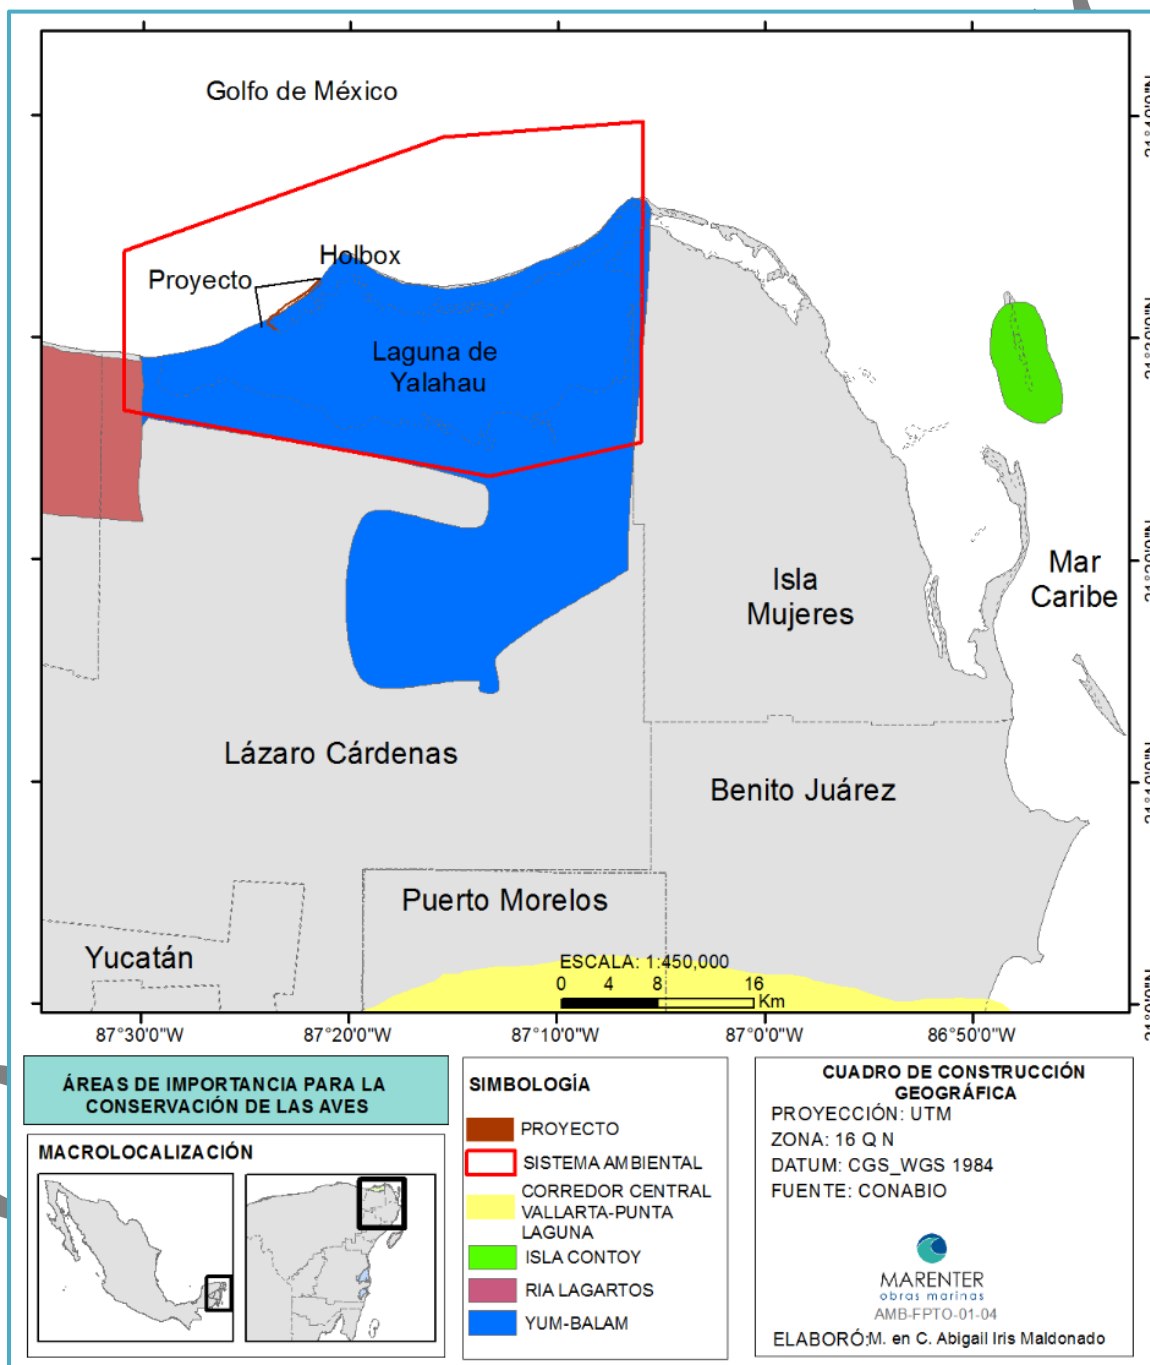 Golfo de México
Holbox
Proyecto
Laguna de
Yalahau
Isla
Mujeres
Mar
Caribe
Lázaro Cárdenas
Benito Juárez
Puerto Morelos
Yucatán
ESCALA: 1:450,000
0 4 8 16
Km
87°30'0"W 87°20'0"W 87°10'0"W 87°0'0"W 86°50'0"W
ÁREAS DE IMPORTANCIA PARA LA
CONSERVACIÓN DE LAS AVES
MACROLOCALIZACIÓN
SIMBOLOGÍA
PROYECTO
SISTEMA AMBIENTAL
CORREDOR CENTRAL
VALLARTA-PUNTA
LAGUNA
ISLA CONTOY
RIA LAGARTOS
YUM-BALAM
CUADRO DE CONSTRUCCIÓN
GEOGRÁFICA
PROYECCIÓN: UTM
ZONA: 16 Q N
DATUM: CGS_WGS 1984
FUENTE: CONABIO
MARENTER
obras marinas
AMB-FPTO-01-04
ELABORÓ:M. en C. Abigail Iris Maldonado